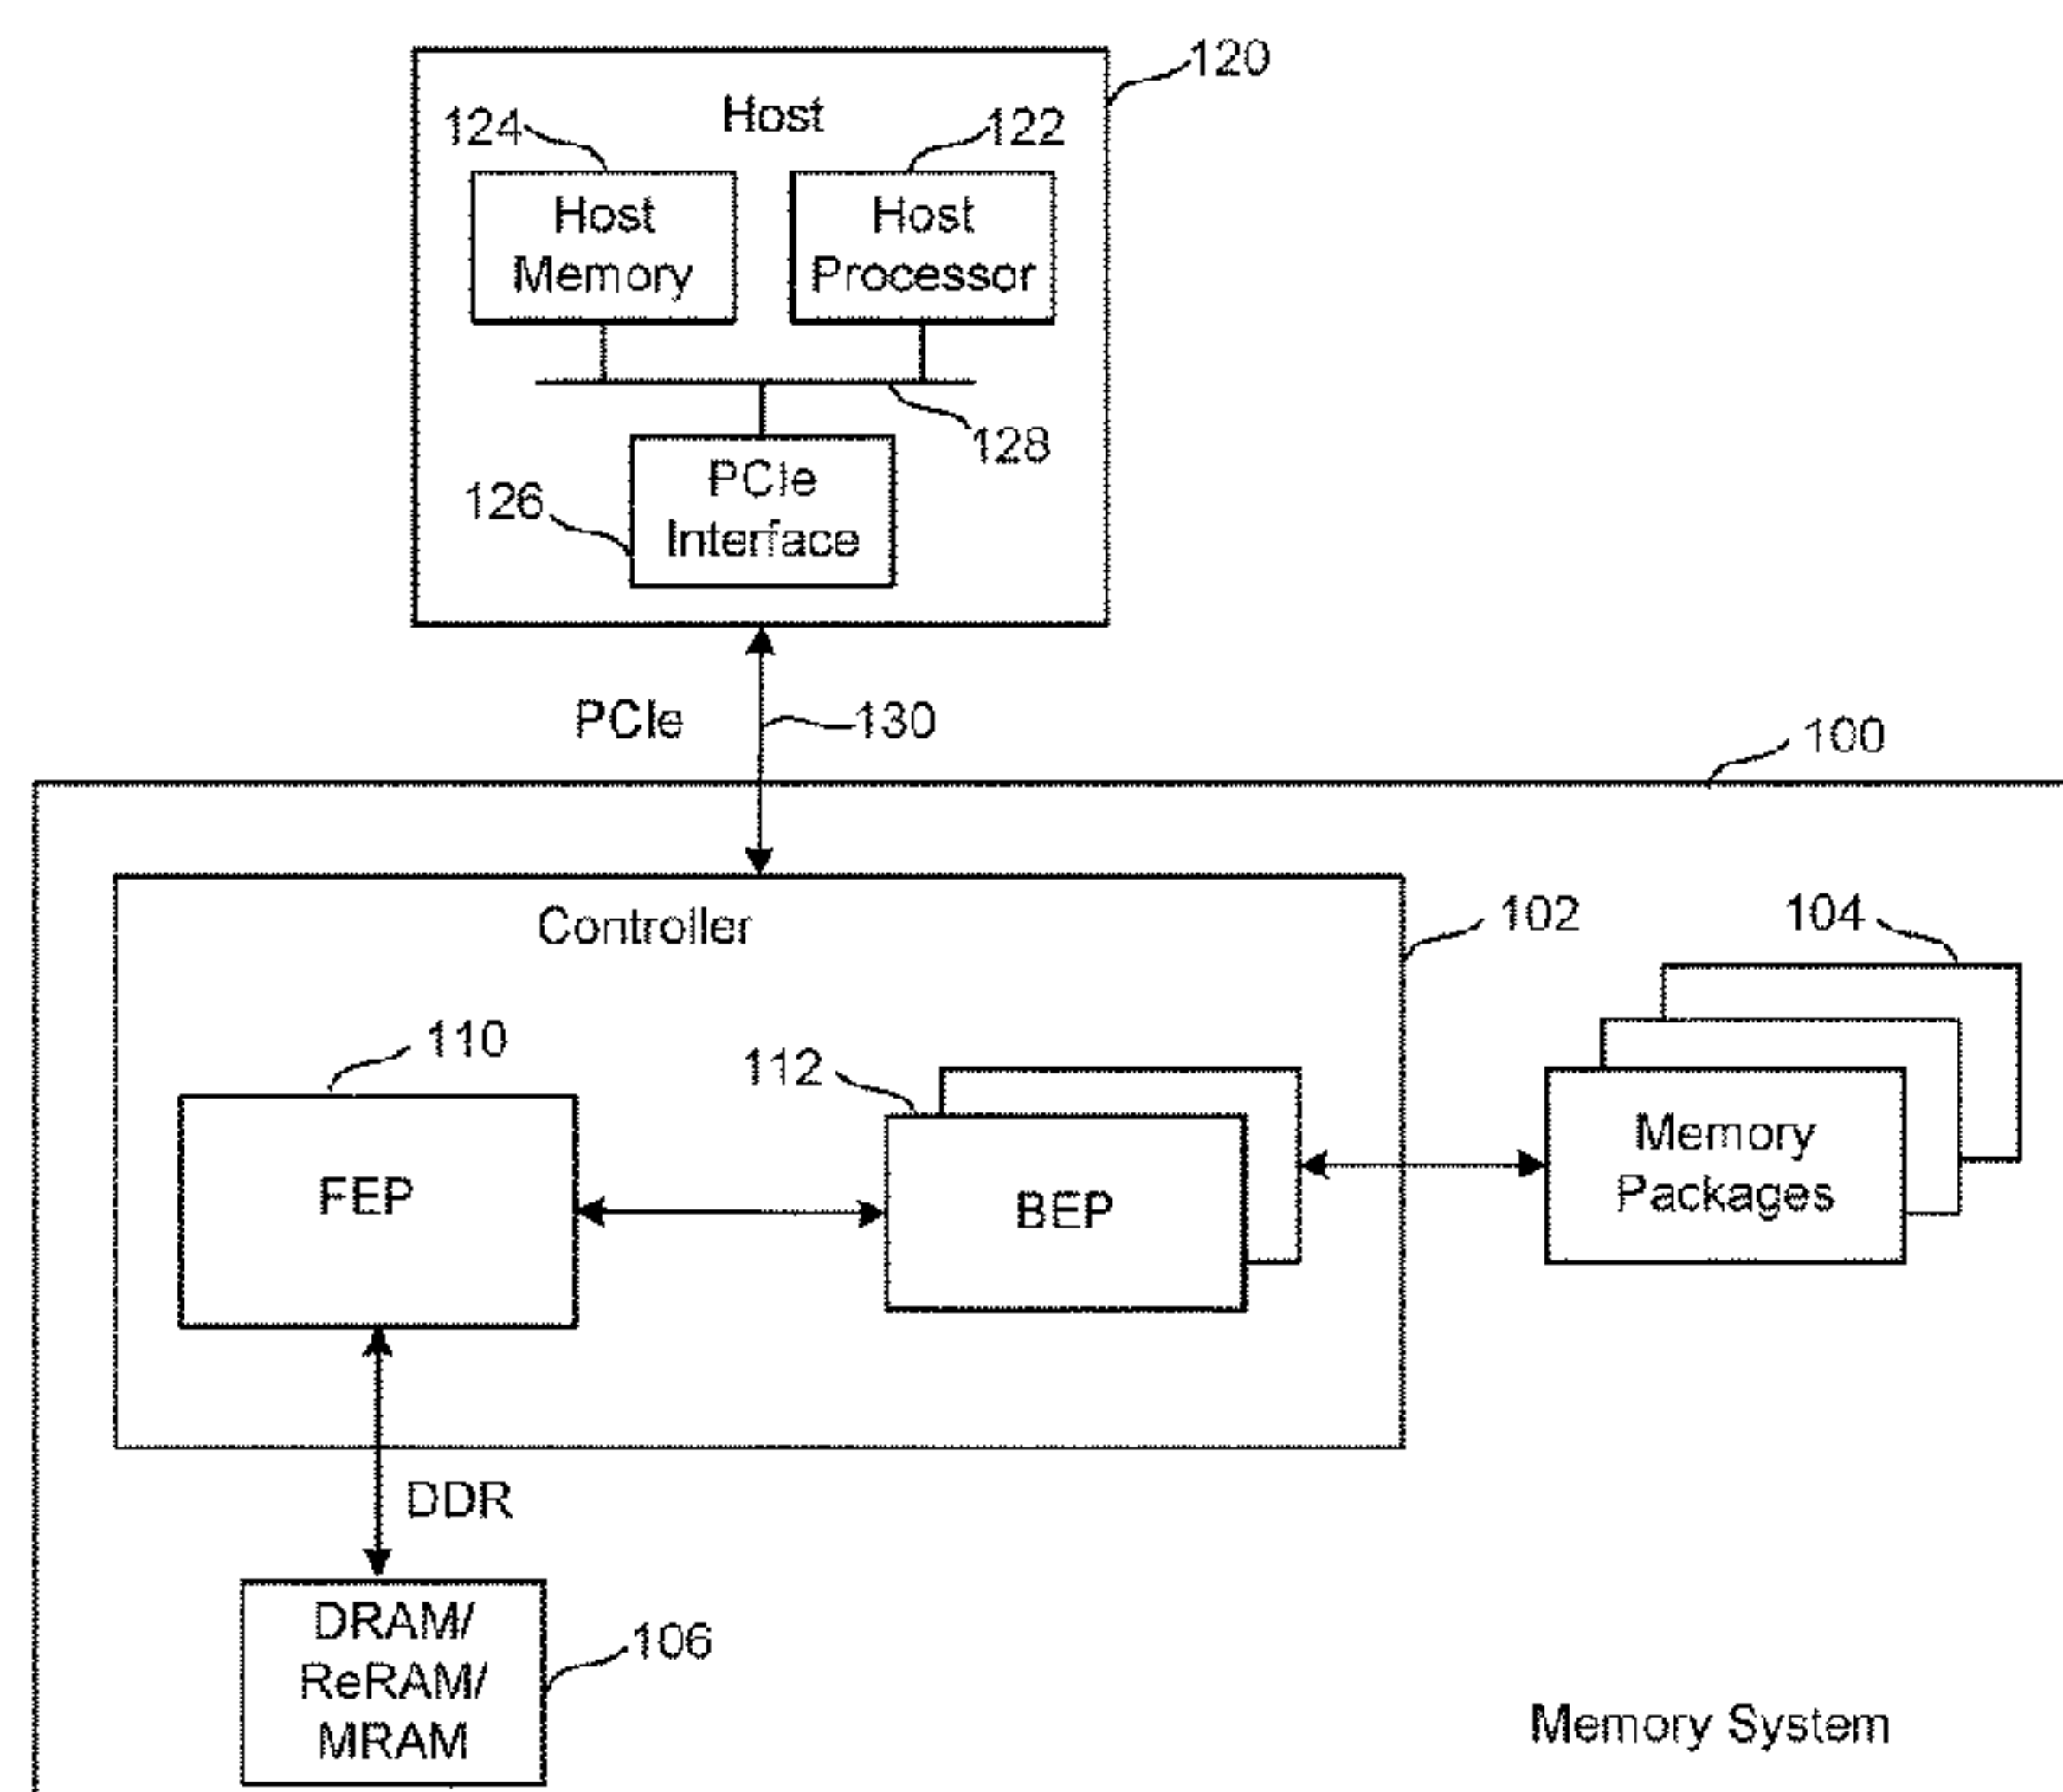 120
Host
124
122
Host
Memory
Host
Processor
128
126
PCIe
Interface
PCIe
130
100
Controller
102
104
110
112
FEP
BEP
Memory
Packages
DDR
DRAM/
ReRAM/
MRAM
106
Memory System